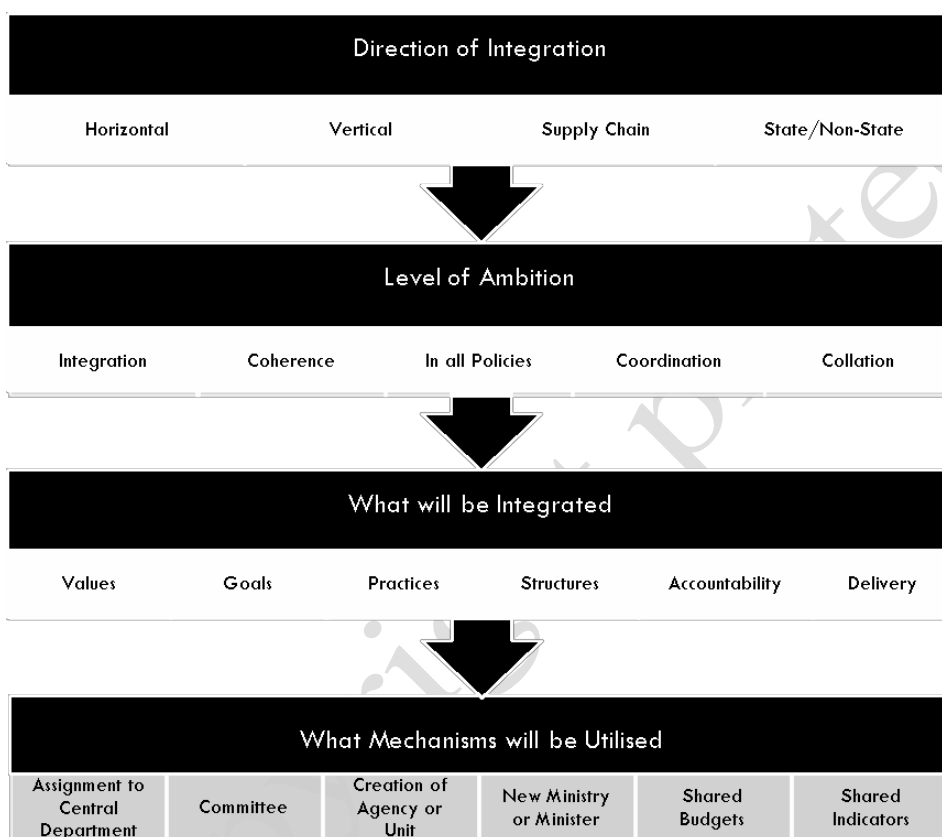 Direction of Integration
Horizontal Vertical Supply Chain State/Non-State
Level of Ambition
Integration Coherence In all Policies Coordination Collation
What will be Integrated
Values Goals Practices Structures Accountability Delivery
What Mechanisms will be Utilised
Assignment to Central Department
Committee
Creation of Agency or Unit
New Ministry or Minister
Shared Budgets
Shared Indicators